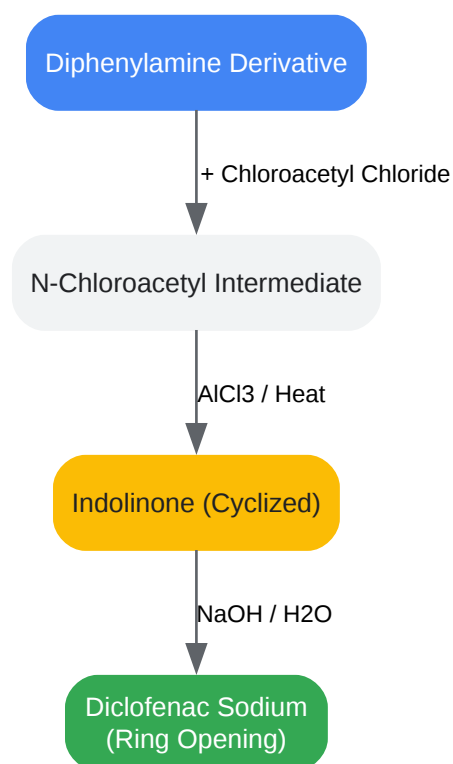 Diphenylamine Derivative
+ Chloroacetyl Chloride
N-Chloroacetyl Intermediate
AlCl3 / Heat
Indolinone (Cyclized)
NaOH / H2O
Diclofenac Sodium
(Ring Opening)